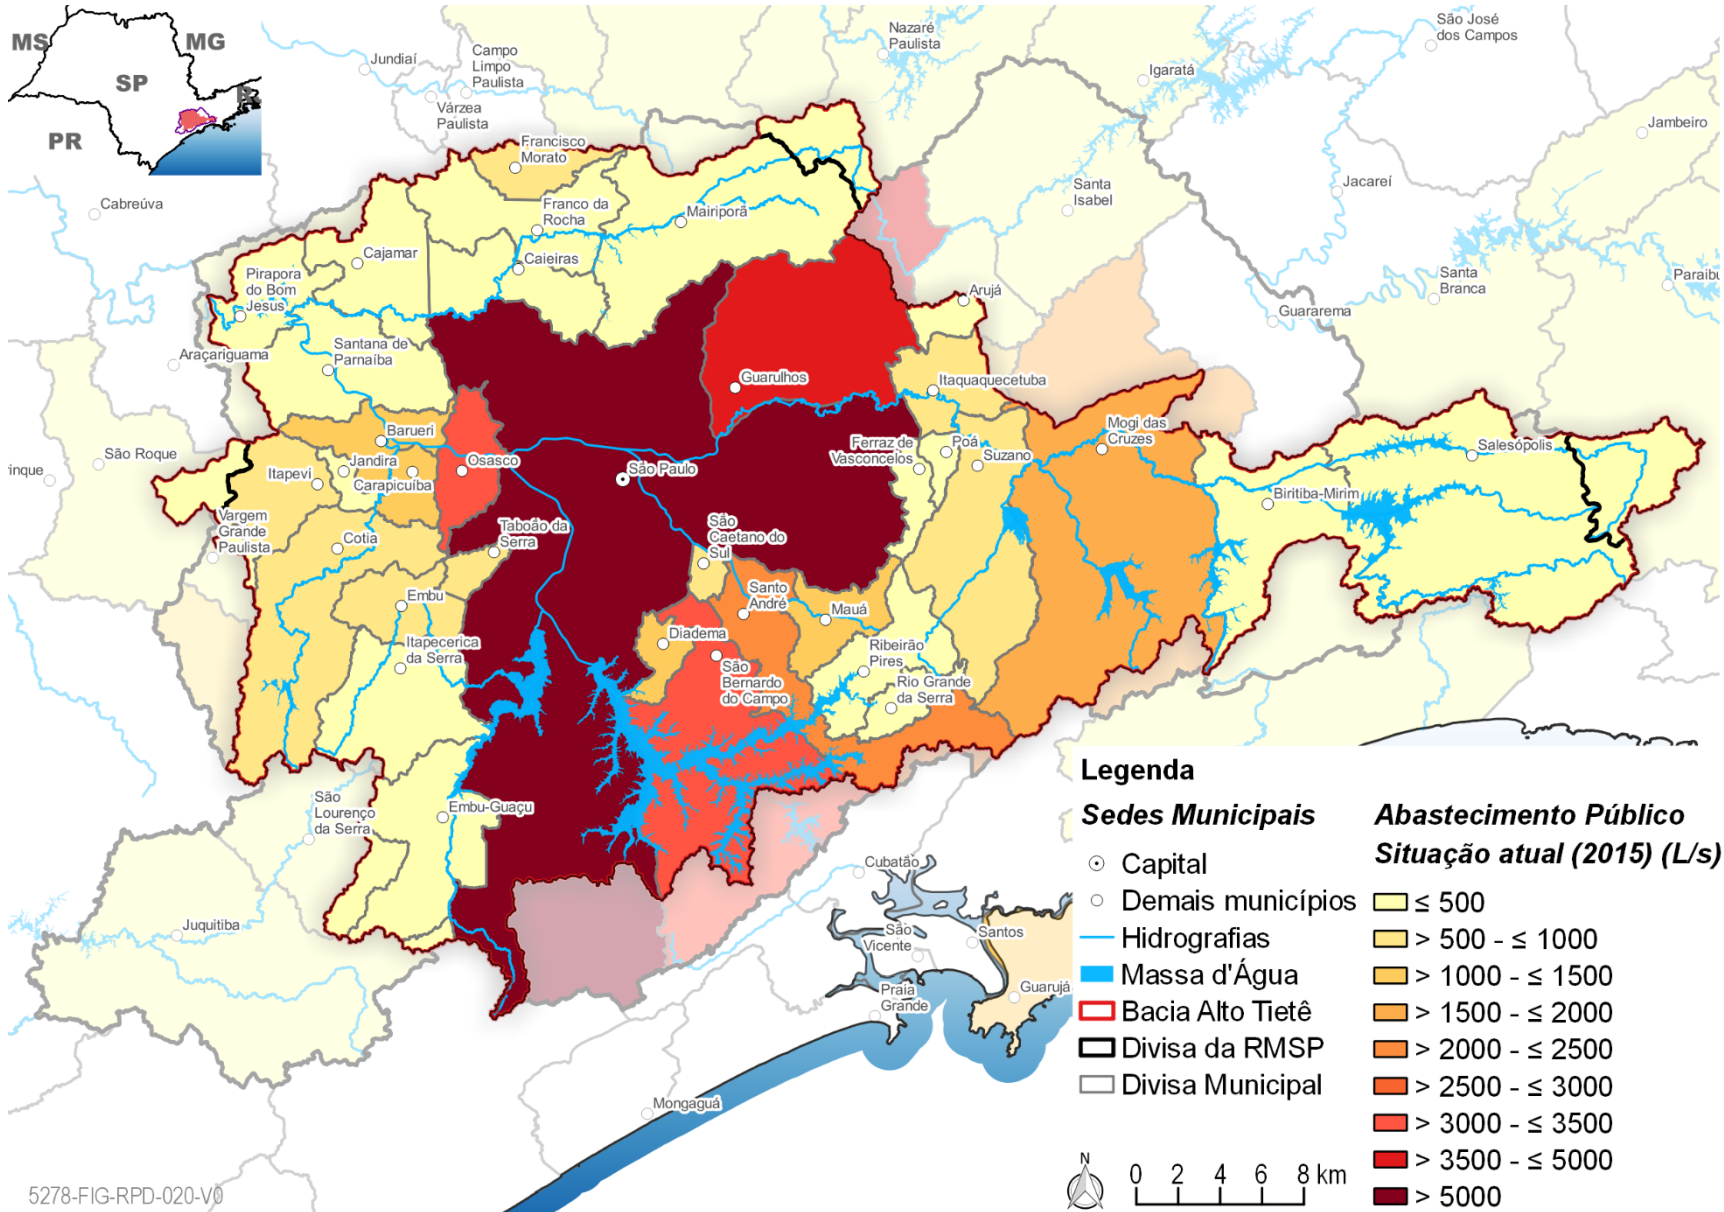 MS
MG
SP
R
PR
Jundiaí
Campo
Limpo
Paulista
Várzea
Paulista
Nazaré
Paulista
São José
dos Campos
Igaratá
Jambeiro
Francisco
Morato
Cabreúva
Franco da
Rocha
Mairiporã
Santa
Isabel
Jacareí
Cajamar
Caieiras
Pirapora
do Bom
Jesus
Arujá
Santa
Branca
Paraibu
Guararema
Araçariguama
Santana de
Parnaíba
Guarulhos
Itaquaquecetuba
Barueri
Mogi das
Cruzes
Ferraz de
Vasconcelos
Poá
Suzano
Salesópolis
São Roque
rinque
Itapevi
Jandira
Carapicuíba
Osasco
São Paulo
Biritiba-Mirim
Vargem
Grande
Paulista
Cotia
Taboão da
Serra
São
Caetano do
Sul
Santo
André
Mauá
Embu
Diadema
Itapecerica
da Serra
Ribeirão
Pires
São
Bernardo
do Campo
Rio Grande
da Serra
São
Lourenço
da Serra
Embu-Guaçu
Juquitiba
Cubatão
São
Vicente
Santos
Praia
Grande
Guarujá
Mongaguá
Legenda
Sedes Municipais
Capital
Demais municípios
Hidrografias
Massa d'Água
Bacia Alto Tietê
Divisa da RMSP
Divisa Municipal
Abastecimento Público
Situação atual (2015) (L/s)
≤ 500
> 500 - ≤ 1000
> 1000 - ≤ 1500
> 1500 - ≤ 2000
> 2000 - ≤ 2500
> 2500 - ≤ 3000
> 3000 - ≤ 3500
> 3500 - ≤ 5000
> 5000
N
0 2 4 6 8 km
5278-FIG-RPD-020-V0